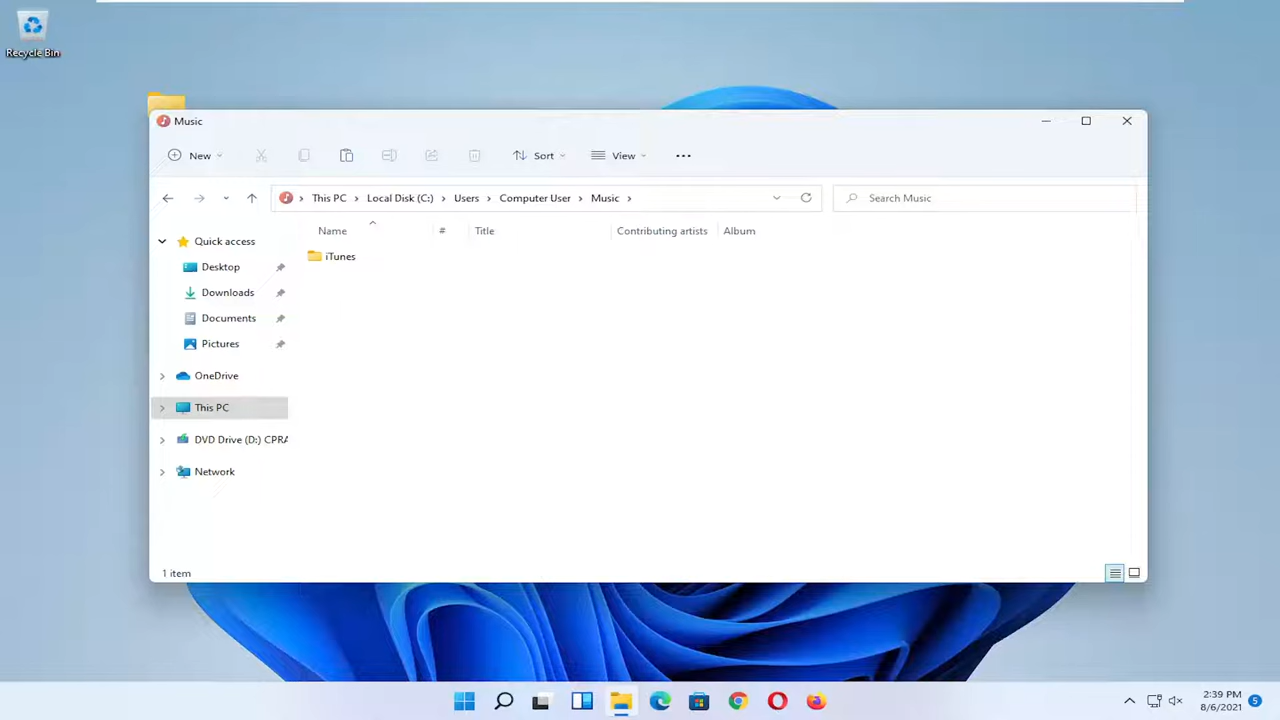 Recycle Bin
Music
New
Sort
View
This PC
Local Disk (C:)
Users
Computer User
Music
Search Music
Name
#
Title
Contributing artists
Album
Quick access
iTunes
Desktop
Downloads
Documents
Pictures
OneDrive
This PC
DVD Drive (D:) CPRA
Network
1 item
2:39 PM
8/6/2021
5